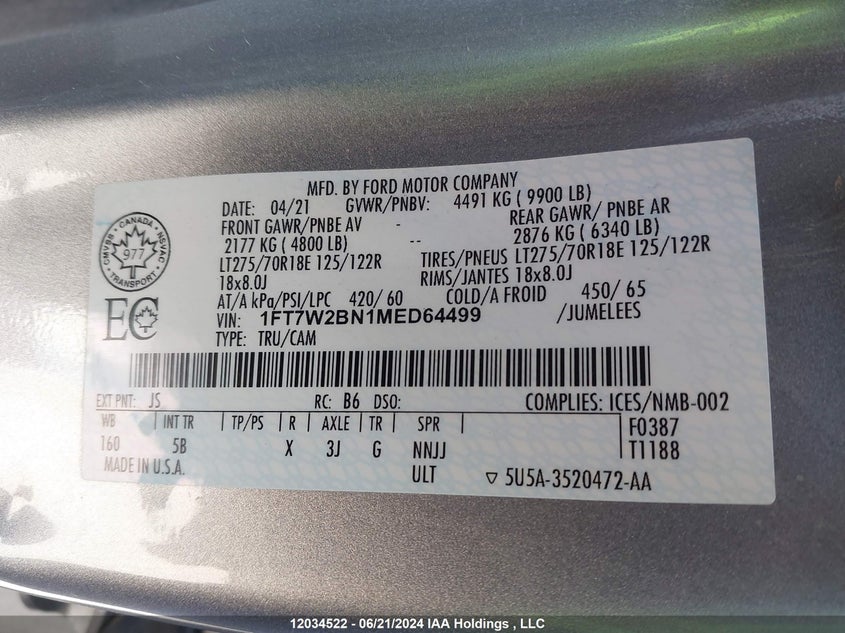 MFD. BY FORD MOTOR COMPANY
DATE: 04/21 GVWR/PNBV: 4491 KG ( 9900 LB)
FRONT GAWR/PNBE AV - REAR GAWR/ PNBE AR
2177 KG ( 4800 LB) -- 2876 KG ( 6340 LB)
LT275/70R18E 125/122R TIRES/PNEUS LT275/70R18E 125/122R
18x8.0J RIMS/JANTES 18x8.0J
AT/A kPa/PSI/LPC 420/ 60 COLD/A FROID 450/ 65
VIN: 1FT7W2BN1MED64499 /JUMELEES
TYPE: TRU/CAM
CMVSS · CANADA · NSVAC
977
TRANSPORT
EC
EXT PNT: JS RC: B6 DSO: COMPLIES: ICES/NMB-002
WB INT TR TP/PS R AXLE TR SPR F0387
160 5B X 3J G NNJJ T1188
MADE IN U.S.A. ULT ▽ 5U5A-3520472-AA
12034522 - 06/21/2024 IAA Holdings , LLC